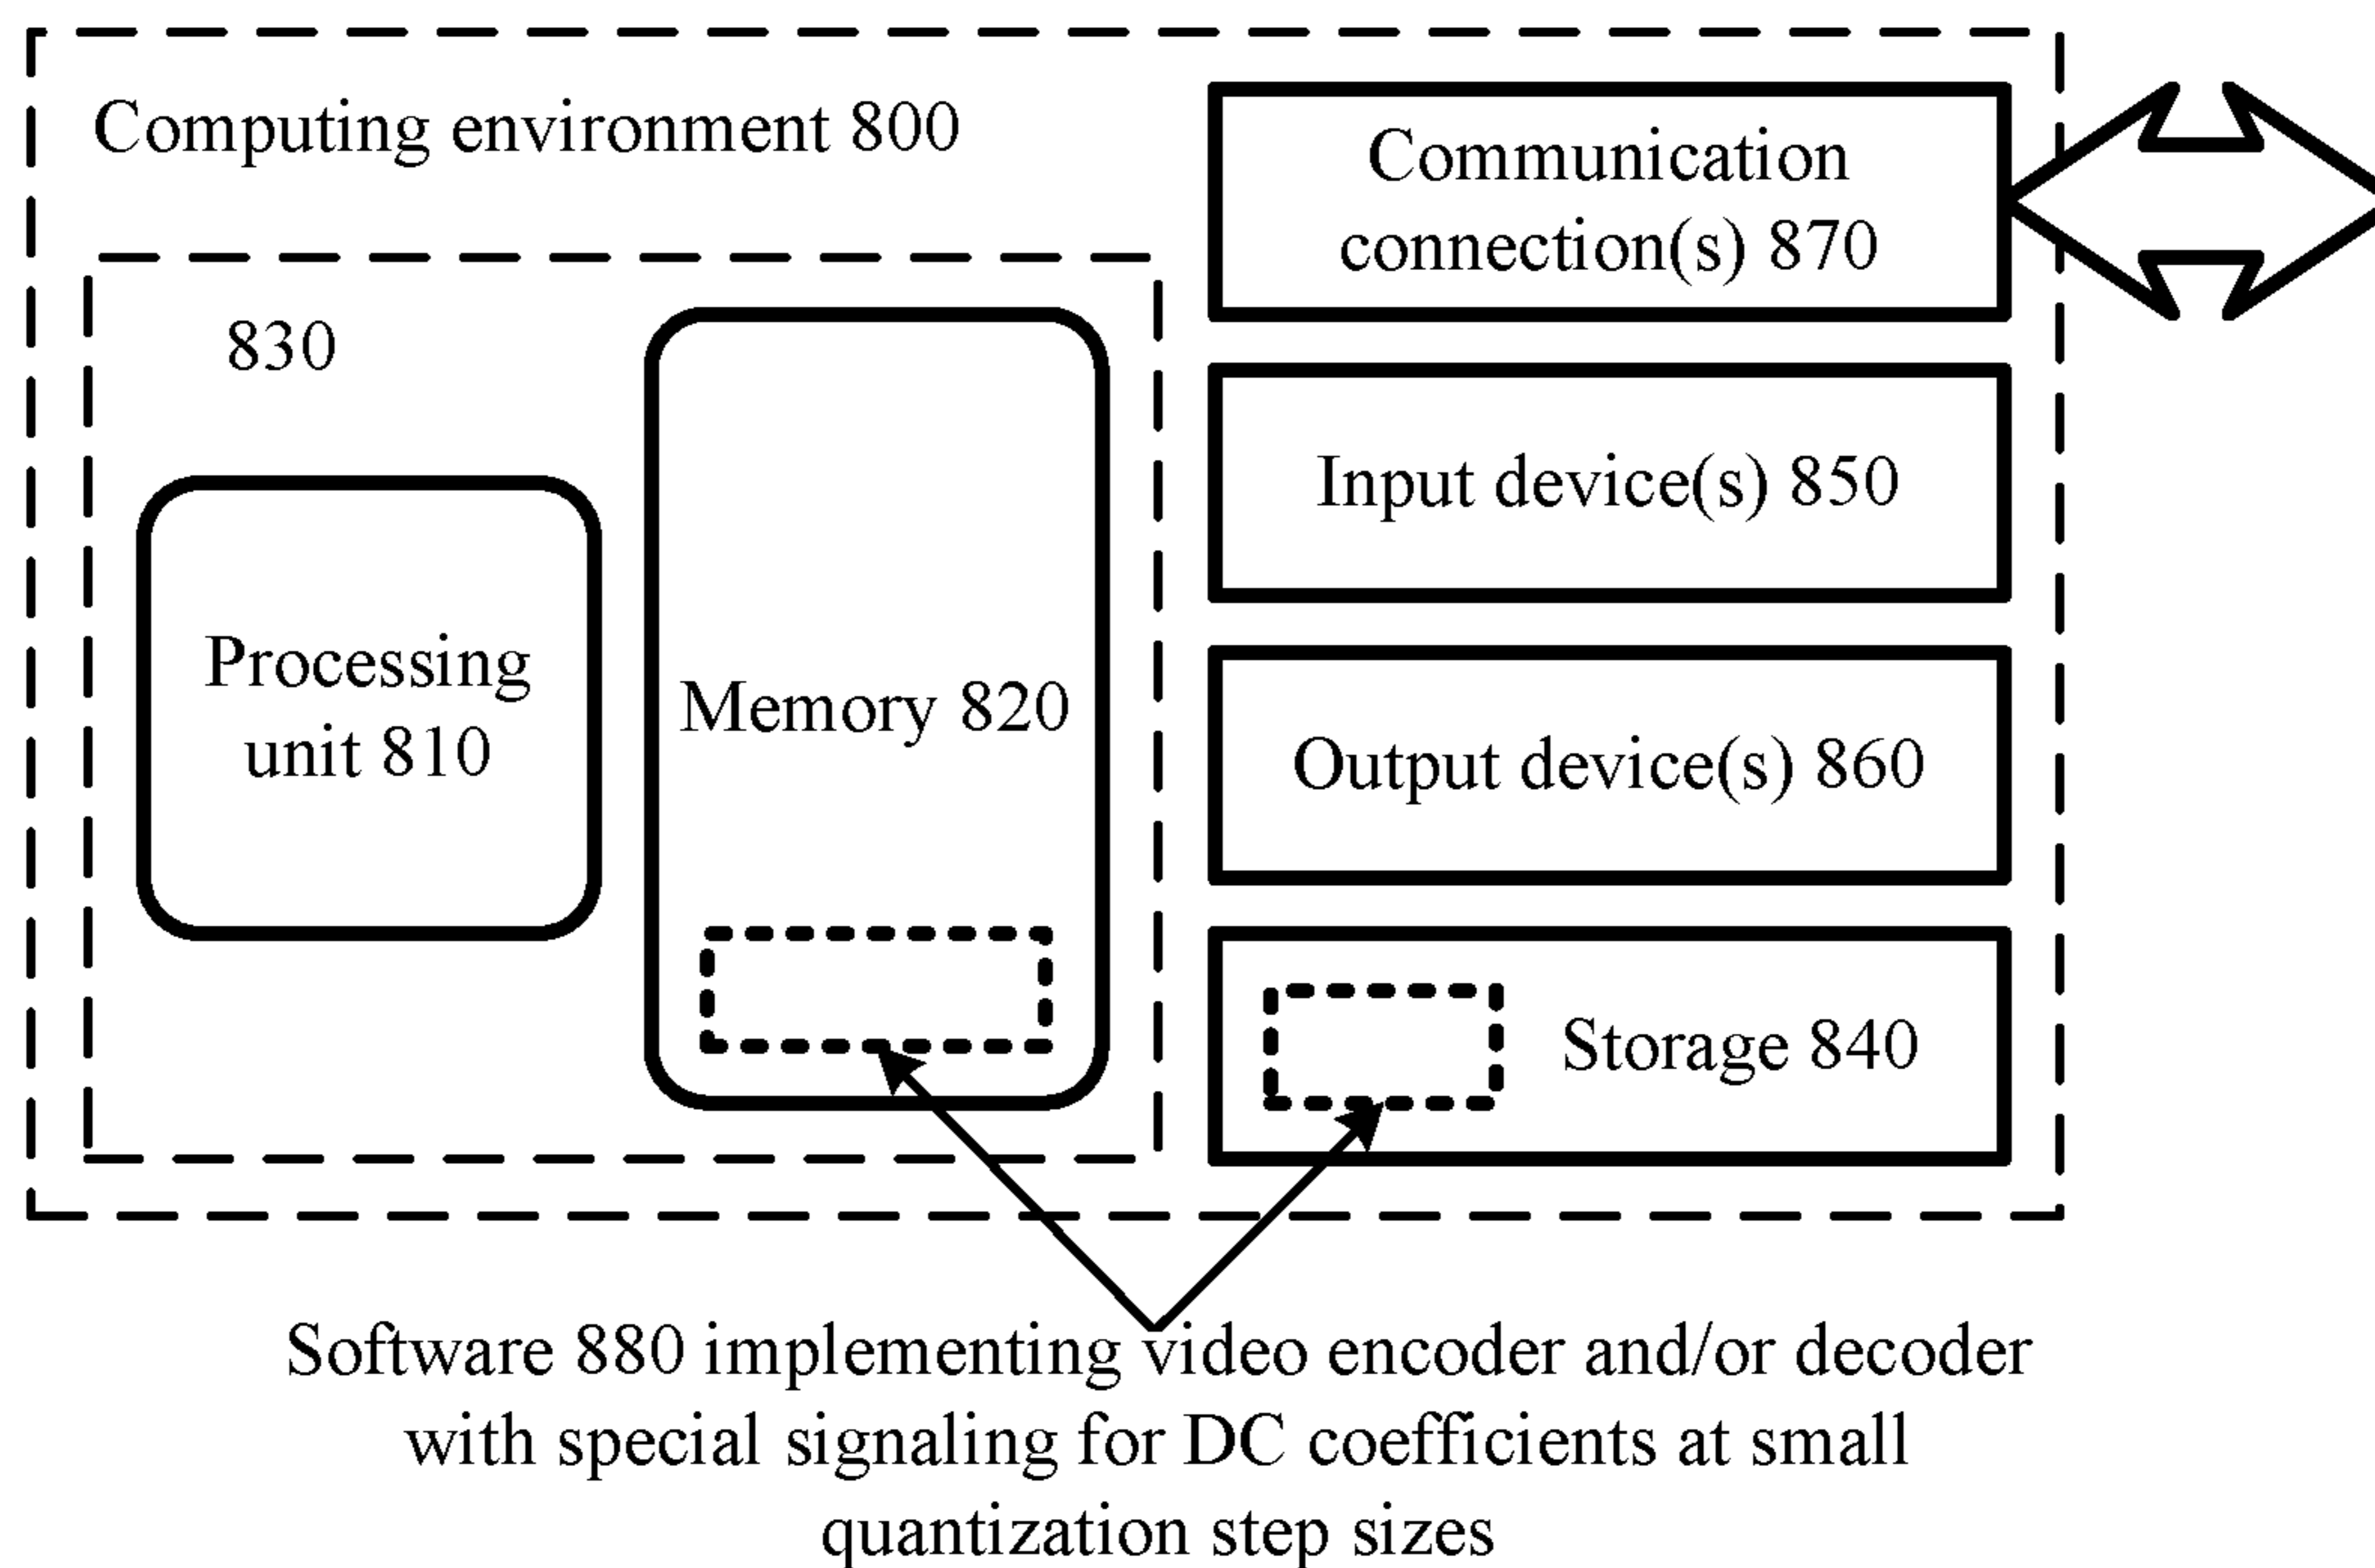 Computing environment 800
Communication
connection(s) 870
830
Input device(s) 850
Processing
unit 810
Memory 820
Output device(s) 860
Storage 840
Software 880 implementing video encoder and/or decoder
with special signaling for DC coefficients at small
quantization step sizes